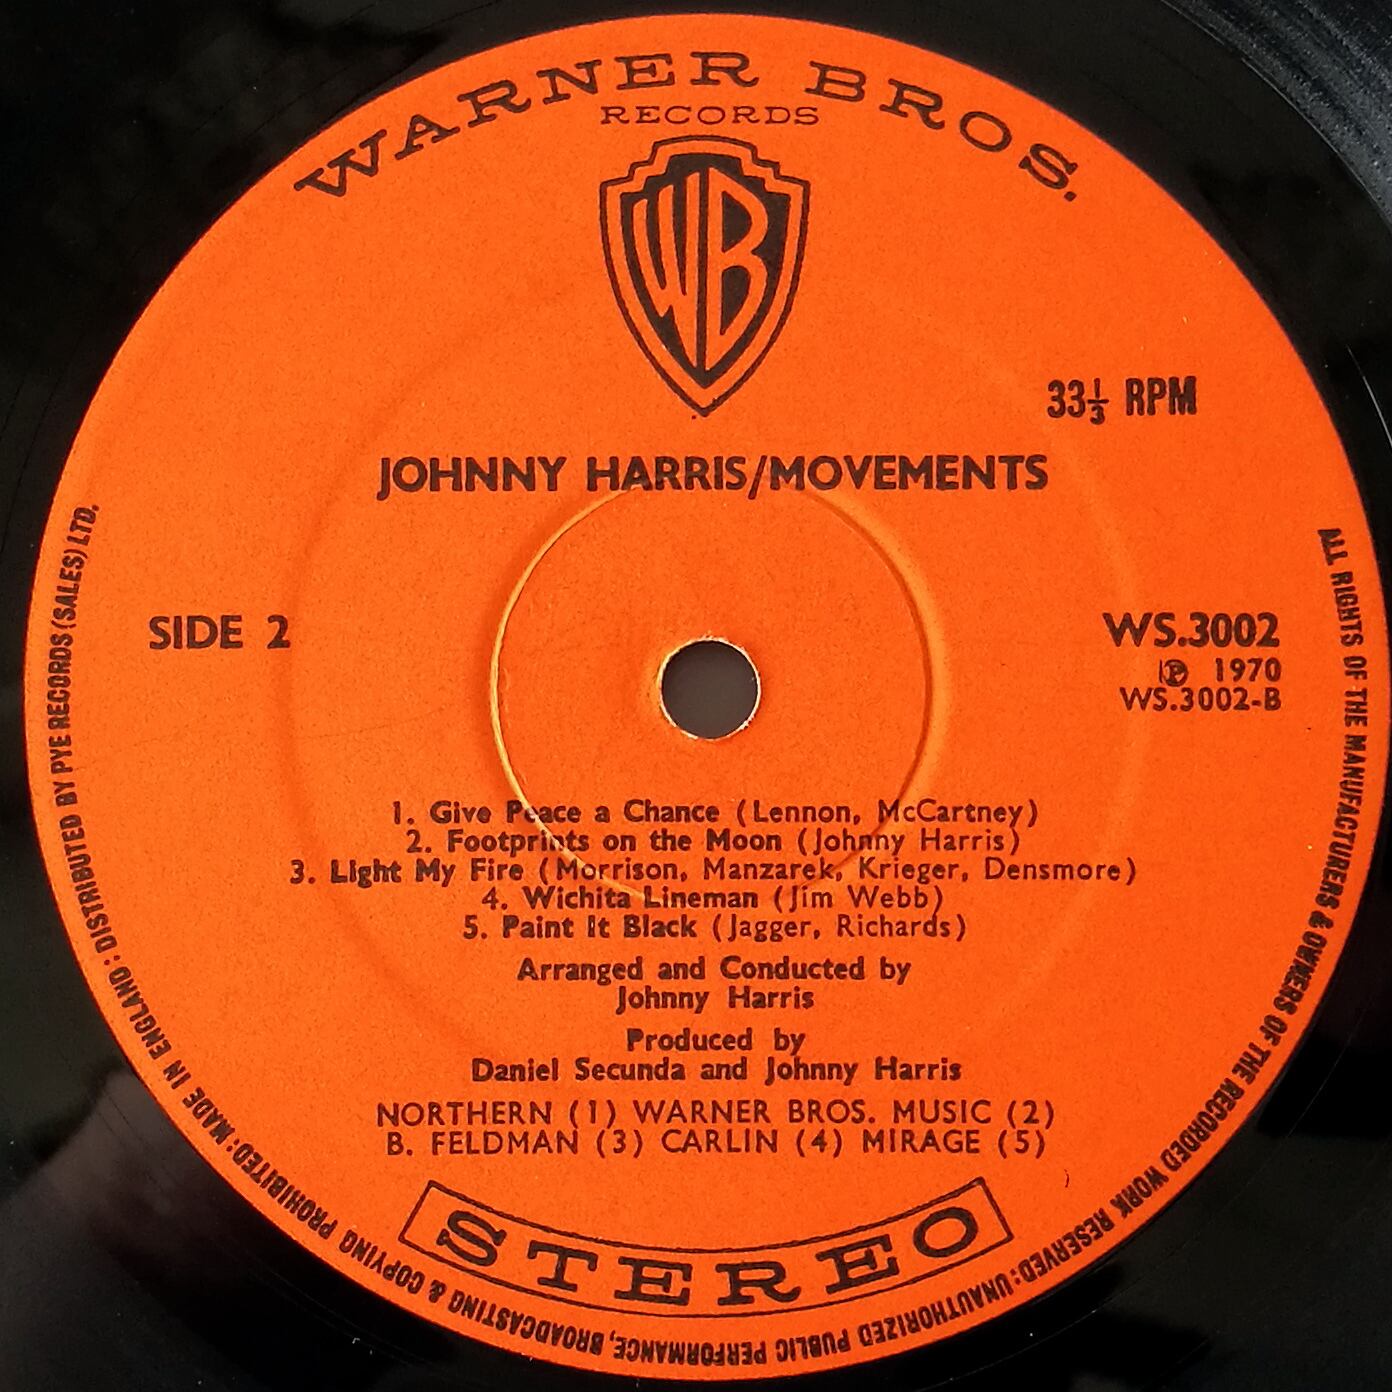 WARNER BROS.
RECORDS
WB
33⅓ RPM
JOHNNY HARRIS/MOVEMENTS
SIDE 2
WS.3002
Ⓟ 1970
WS.3002-B
1. Give Peace a Chance (Lennon, McCartney)
2. Footprints on the Moon (Johnny Harris)
3. Light My Fire (Morrison, Manzarek, Krieger, Densmore)
4. Wichita Lineman (Jim Webb)
5. Paint It Black (Jagger, Richards)
Arranged and Conducted by
Johnny Harris
Produced by
Daniel Secunda and Johnny Harris
NORTHERN (1) WARNER BROS. MUSIC (2)
B. FELDMAN (3) CARLIN (4) MIRAGE (5)
STEREO
ALL RIGHTS OF THE MANUFACTURERS & OWNERS OF THE RECORDED WORK RESERVED: UNAUTHORIZED PUBLIC PERFORMANCE, BROADCASTING & COPYING PROHIBITED: MADE IN ENGLAND: DISTRIBUTED BY PYE RECORDS (SALES) LTD.